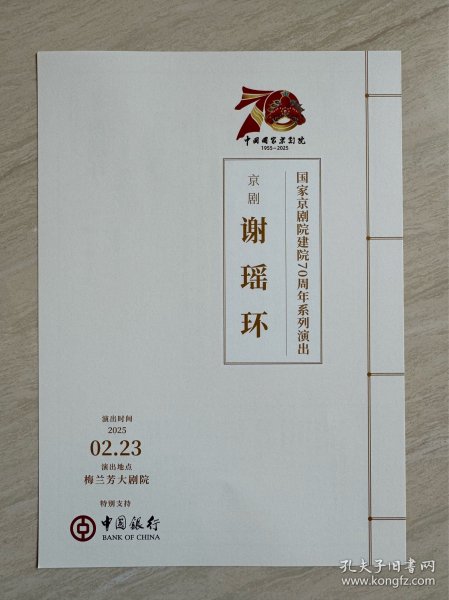 中国国家京剧院
1955-2025
国家京剧院建院70周年系列演出
京剧
谢瑶环
演出时间
2025
02.23
演出地点
梅兰芳大剧院
特别支持
中国银行
BANK OF CHINA
孔夫子旧书网
www.kongfz.com